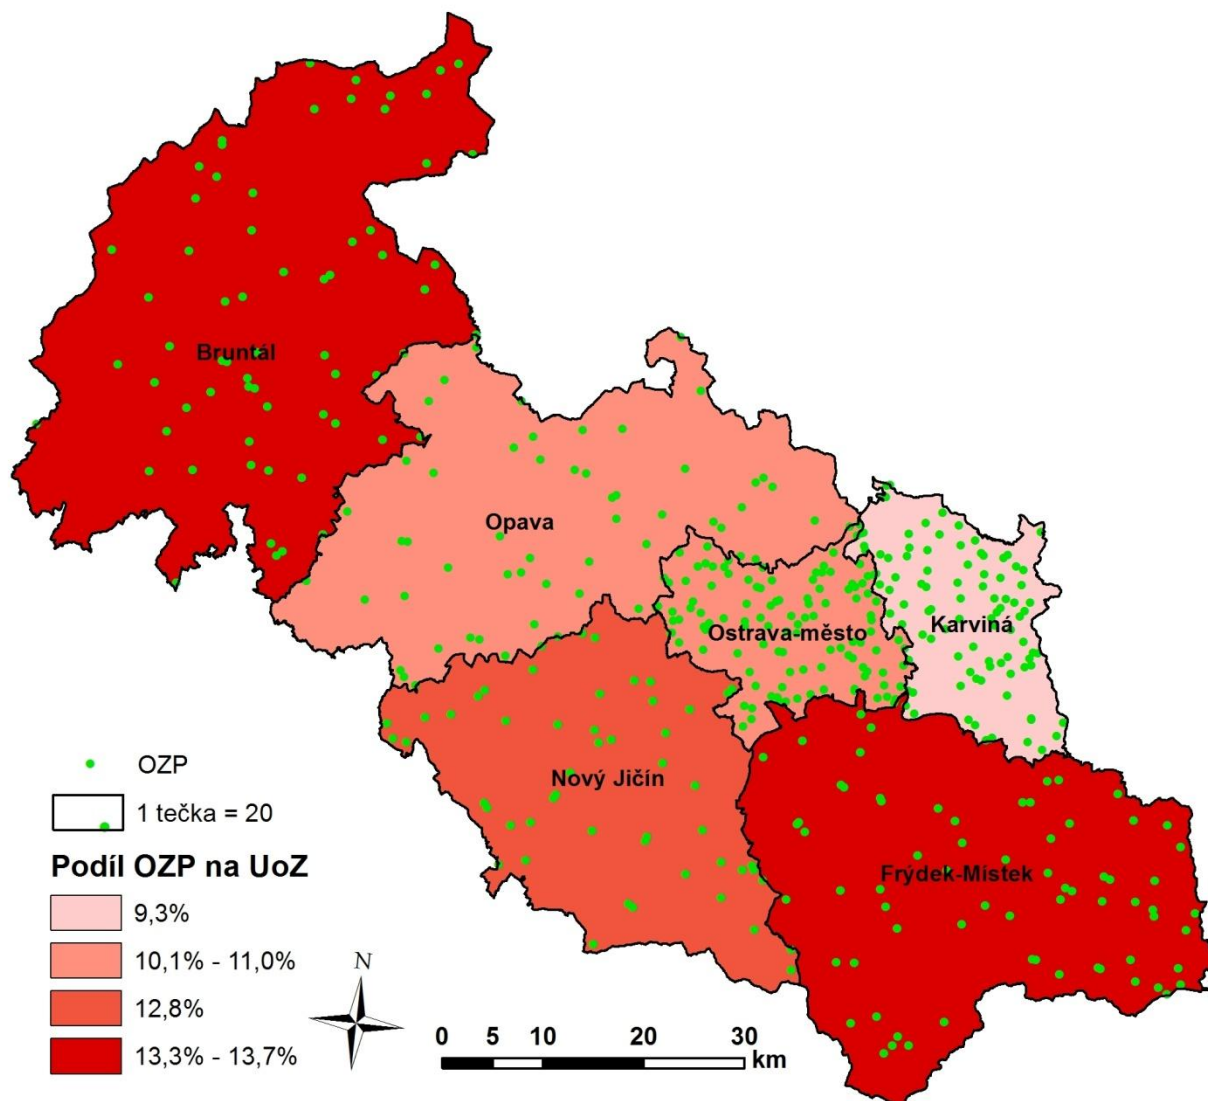 Bruntál
Opava
Ostrava-město
Karviná
Nový Jičín
Frýdek-Místek
OZP
1 tečka = 20
Podíl OZP na UoZ
9,3%
10,1% - 11,0%
12,8%
13,3% - 13,7%
N
0 5 10 20 30
km